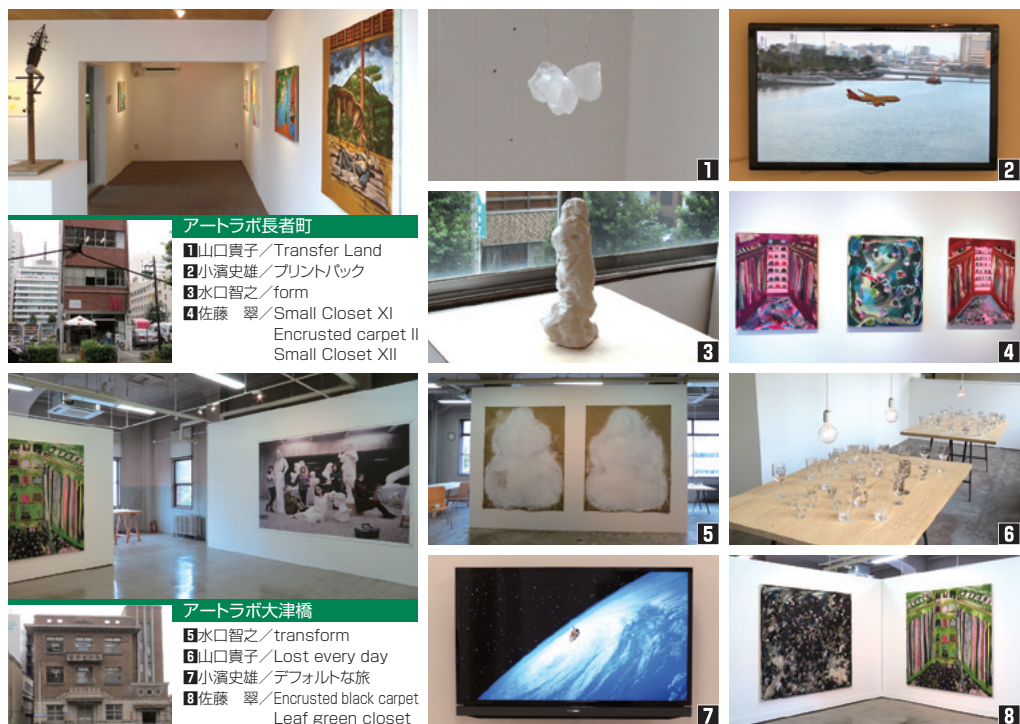 アートラボ長者町
1山口貴子／Transfer Land
2小濱史雄／プリントパック
3水口智之／form
4佐藤　翠／Small Closet XI
Encrusted carpet II
Small Closet XII
1
2
3
4
アートラボ大津橋
5水口智之／transform
6山口貴子／Lost every day
7小濱史雄／デフォルトな旅
8佐藤　翠／Encrusted black carpet
Leaf green closet
5
6
7
8